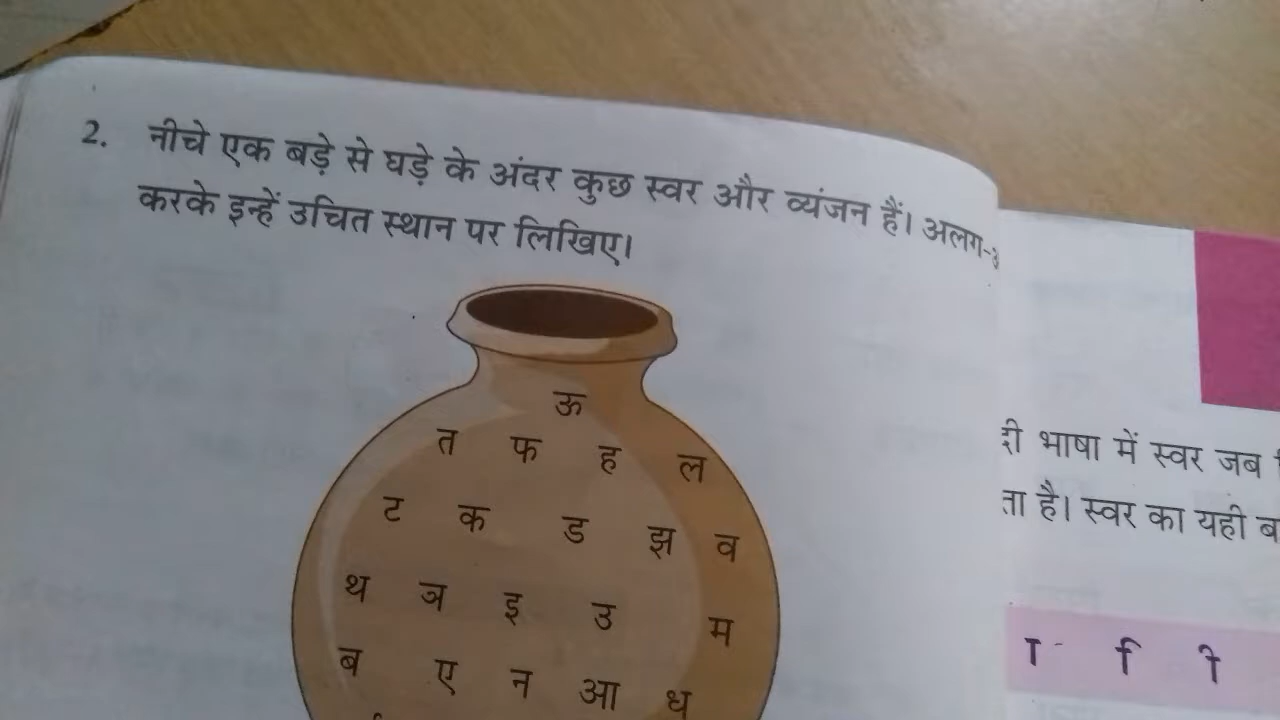 2. नीचे एक बड़े से घड़े के अंदर कुछ स्वर और व्यंजन हैं। अलग-
करके इन्हें उचित स्थान पर लिखिए।
ऊ
त फ ह ल
ट क ड झ व
थ ञ इ उ म
ब ए न आ ध
भाषा में स्वर जब
है। स्वर का यही
ा ि ी